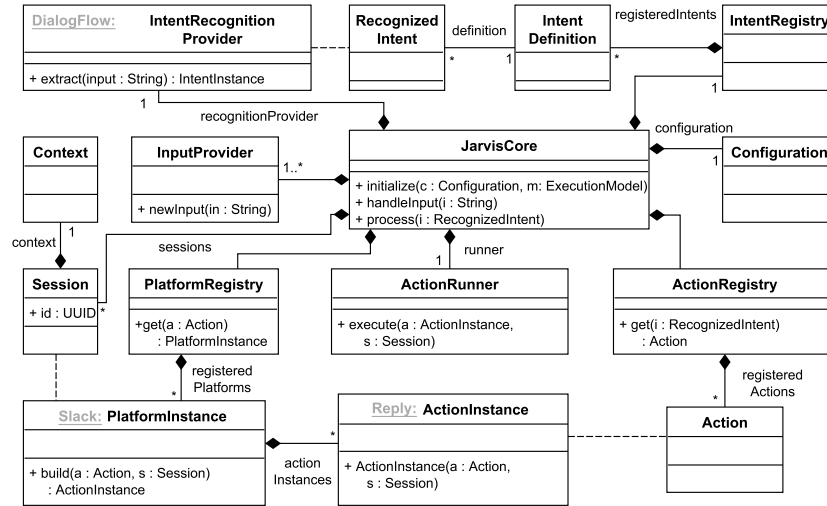 DialogFlow: IntentRecognition
Provider
+ extract(input : String) : IntentInstance
Recognized
Intent
definition
*
1
Intent
Definition
registeredIntents
*
IntentRegistry
1
1
recognitionProvider
Context
InputProvider
+ newInput(in : String)
1..*
JarvisCore
+ initialize(c : Configuration, m: ExecutionModel)
+ handleInput(i : String)
+ process(i : RecognizedIntent)
configuration
1
Configuration
1
context
sessions
1
runner
Session
+ id : UUID
*
PlatformRegistry
+get(a : Action)
: PlatformInstance
ActionRunner
+ execute(a : ActionInstance,
s : Session)
ActionRegistry
+ get(i : RecognizedIntent)
: Action
registered
Platforms
*
registered
Actions
*
Slack: PlatformInstance
+ build(a : Action, s : Session)
: ActionInstance
*
action
Instances
Reply: ActionInstance
+ ActionInstance(a : Action,
s : Session)
Action